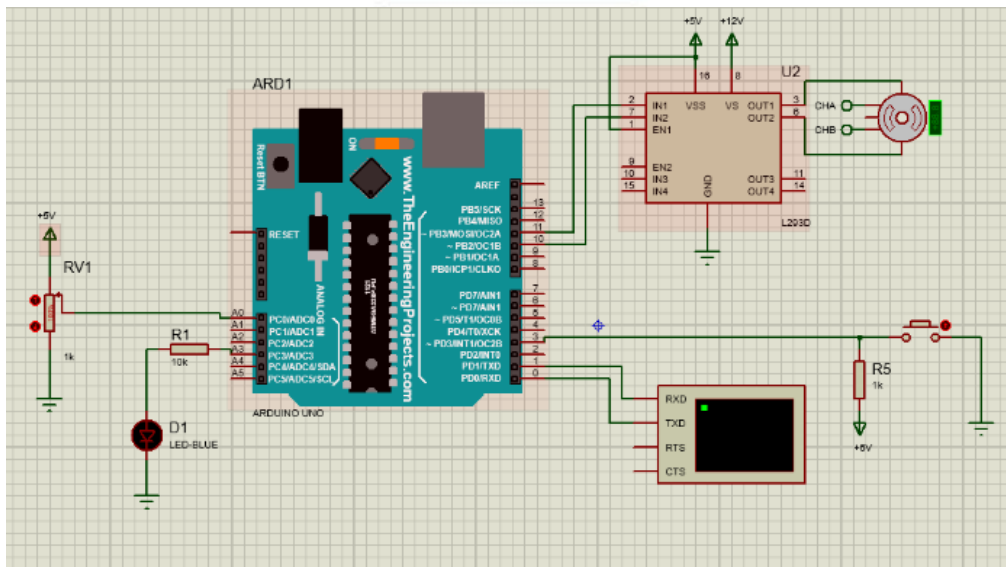 +5V
+12V
U2
16
8
VSS
VS
2
IN1
OUT1
3
7
IN2
OUT2
6
1
EN1
9
EN2
10
IN3
OUT3
11
15
IN4
OUT4
14
GND
L293D
CHA
CHB
ARD1
Reset BTN
ON
www.TheEngineeringProjects.com
ANALOG IN
RESET
AREF
PB5/SCK
13
PB4/MISO
12
~ PB3/MOSI/OC2A
11
~ PB2/OC1B
10
~ PB1/OC1A
9
PB0/ICP1/CLKO
8
PD7/AIN1
7
~ PD7/AIN1
6
~ PD5/T1/OC0B
5
PD4/T0/XCK
4
~ PD3/INT1/OC2B
3
PD2/INT0
2
PD1/TXD
1
PD0/RXD
0
A0
PC0/ADC0
A1
PC1/ADC1
A2
PC2/ADC2
A3
PC3/ADC3
A4
PC4/ADC4/SDA
A5
PC5/ADC5/SCL
ARDUINO UNO
+5V
RV1
1k
R1
10k
D1
LED-BLUE
RXD
TXD
RTS
CTS
R5
1k